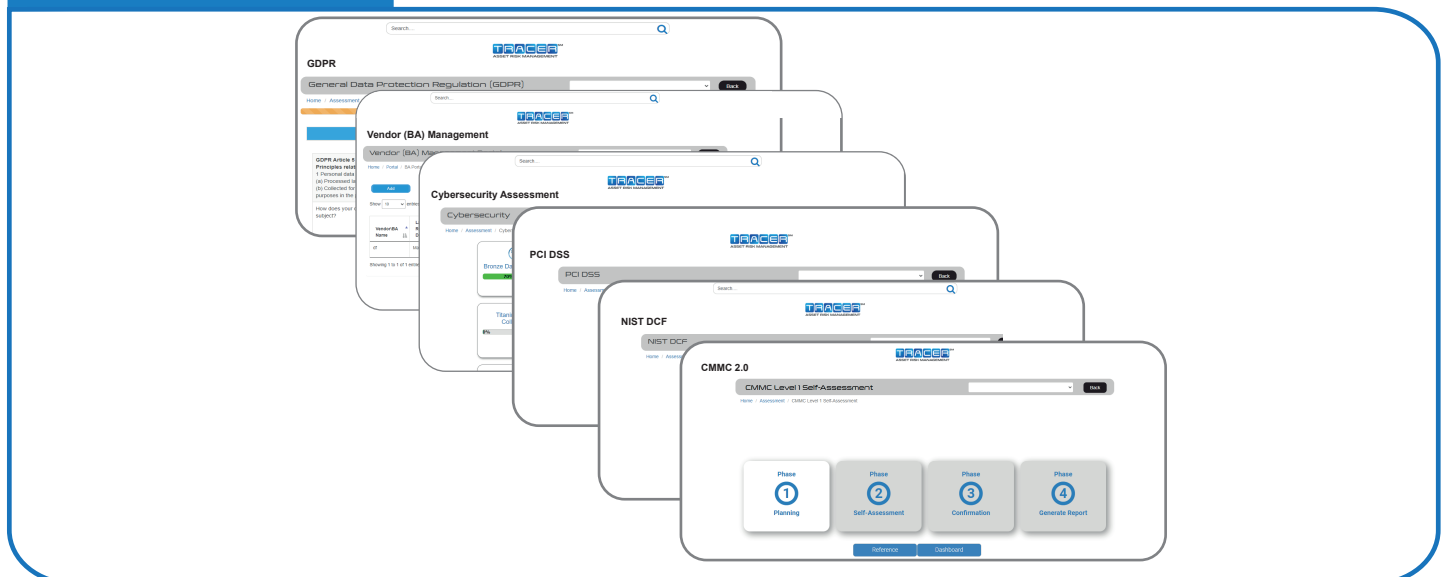 Search...
TRACER
ASSET RISK MANAGEMENT
GDPR
General Data Protection Regulation (GDPR)
Back
Home / Assessment
GDPR Article 5
Principles relat
1 Personal data
(a) Processed la
(b) Collected for
purposes in the
How does your
subject?
Search...
TRACER
ASSET RISK MANAGEMENT
Vendor (BA) Management
Vendor (BA)
Home / Portal / BA
Add
Show 10 entries
Vendor\BA
Name
Showing 1 to 1 of 1 entries
Search...
TRACER
ASSET RISK MANAGEMENT
Cybersecurity Assessment
Cybersecurity
Home / Assessment / Cyber
Bronze Da
Titani
Coll
0%
TRACER
ASSET RISK MANAGEMENT
PCI DSS
PCI DSS
Back
Home / Assessm
Search...
TRACER
ASSET RISK MANAGEMENT
NIST DCF
NIST DCF
Home / Assess
TRACER
ASSET RISK MANAGEMENT
CMMC 2.0
CMMC Level 1 Self-Assessment
Back
Home / Assessment / CMMC Level 1 Self-Assessment
Phase
1
Planning
Phase
2
Self-Assessment
Phase
3
Confirmation
Phase
4
Generate Report
Reference
Dashboard